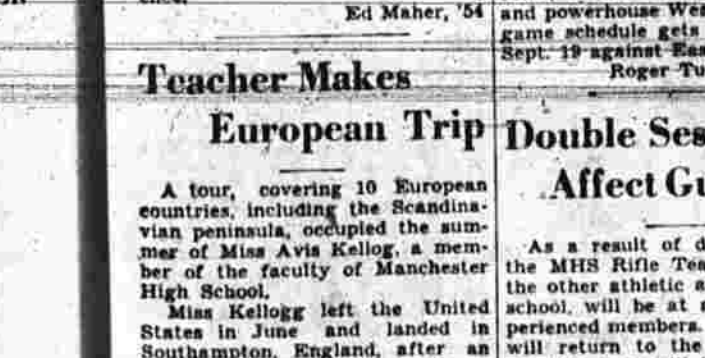 Ed Maher, '54
Teacher Makes
European Trip
A tour, covering 10 European
countries, including the Scandina-
vian peninsula, occupied the sum-
mer of Miss Avis Kellog, a mem-
ber of the faculty of Manchester
High School.
Miss Kellogg left the United
States in June and landed in
Southampton, England, after an
and powerhouse
game schedule gets
Sept. 19 against
Roger
Double
Affect
As a result of
the MHS Rifle
the other athletic
school, will be at
perienced members.
will return to the